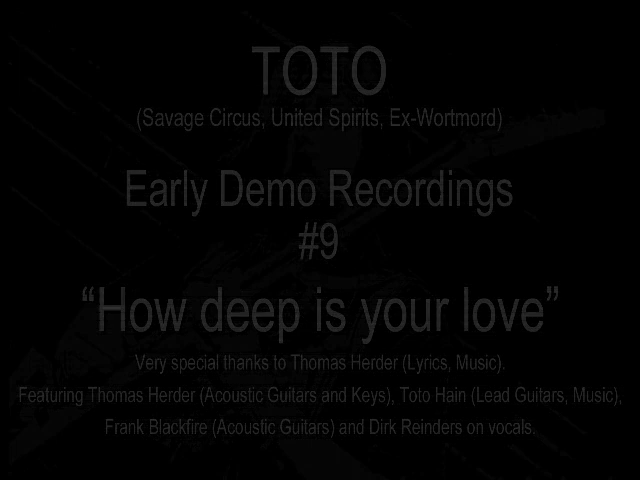 TOTO
(Savage Circus, United Spirits, Ex-Wortmord)
Early Demo Recordings
#9
“How deep is your love”
Very special thanks to Thomas Herder (Lyrics, Music).
Featuring Thomas Herder (Acoustic Guitars and Keys), Toto Hain (Lead Guitars, Music),
Frank Blackfire (Acoustic Guitars) and Dirk Reinders on vocals.